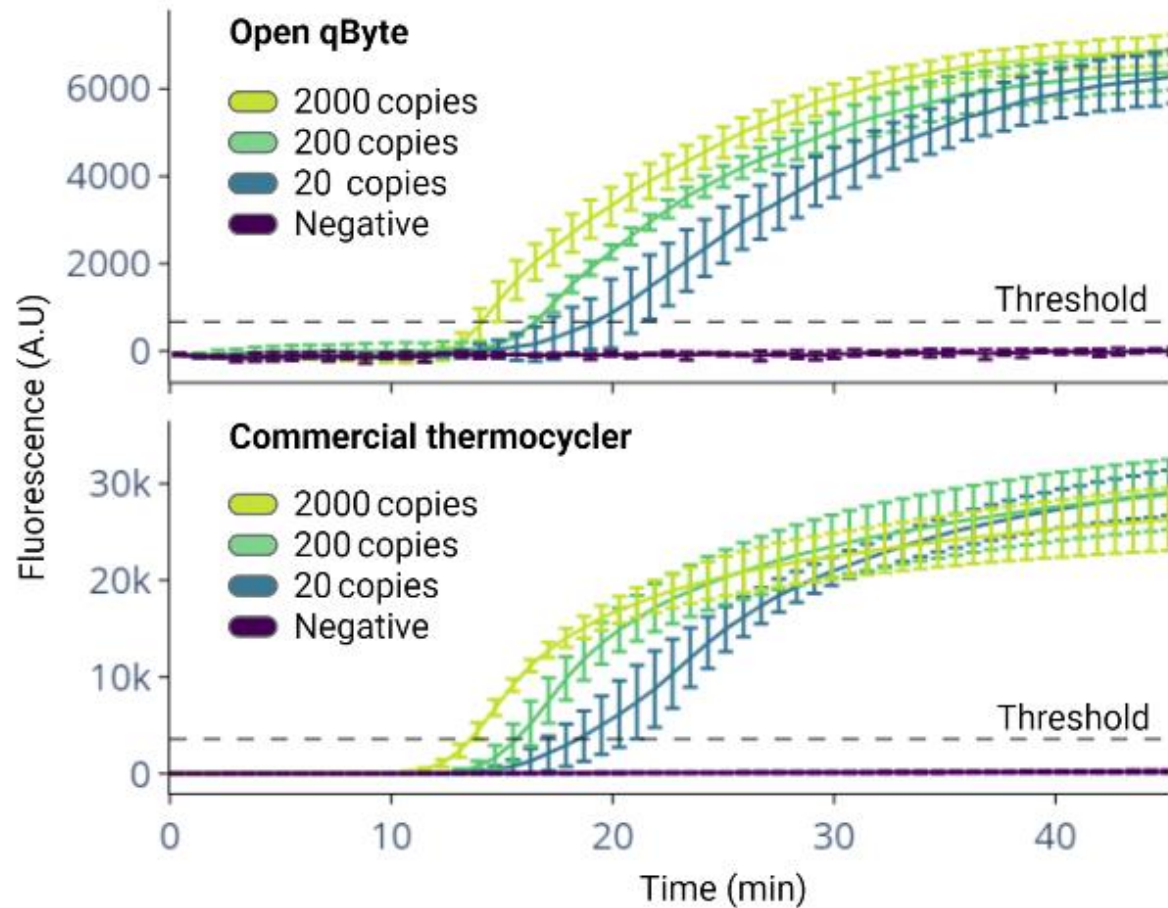 Open qByte
2000 copies
200 copies
20 copies
Negative
6000
4000
2000
0
Threshold
Fluorescence (A.U)
Commercial thermocycler
2000 copies
200 copies
20 copies
Negative
30k
20k
10k
0
Threshold
0 10 20 30 40
Time (min)